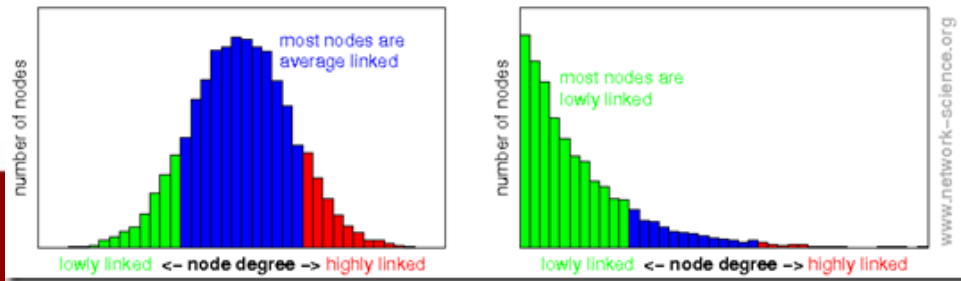 number of nodes
most nodes are
average linked
lowly linked <- node degree -> highly linked
number of nodes
most nodes are
lowly linked
lowly linked <- node degree -> highly linked
www.network-science.org